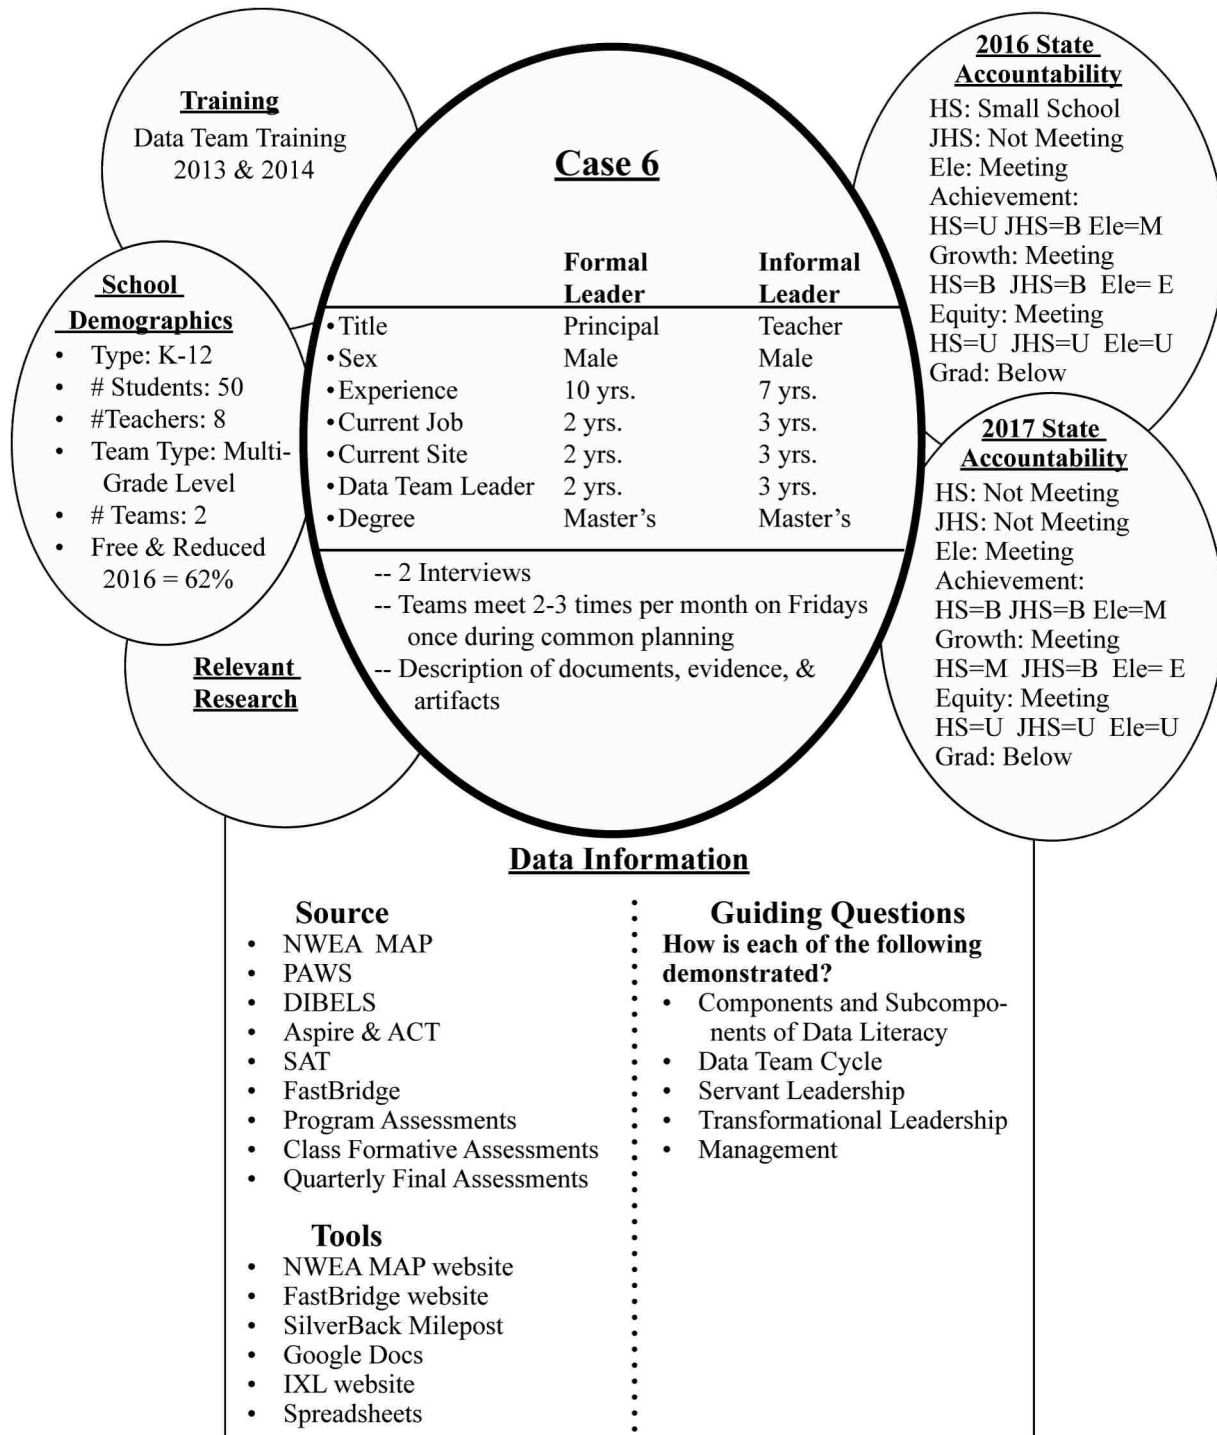 Training
Data Team Training
2013 & 2014
School
Demographics
• Type: K-12
• # Students: 50
• #Teachers: 8
• Team Type: Multi-
Grade Level
• # Teams: 2
• Free & Reduced
2016 = 62%
Relevant
Research
Case 6
Formal Informal
Leader Leader
•Title Principal Teacher
•Sex Male Male
•Experience 10 yrs. 7 yrs.
•Current Job 2 yrs. 3 yrs.
•Current Site 2 yrs. 3 yrs.
•Data Team Leader 2 yrs. 3 yrs.
•Degree Master’s Master’s
-- 2 Interviews
-- Teams meet 2-3 times per month on Fridays
once during common planning
-- Description of documents, evidence, &
artifacts
2016 State
Accountability
HS: Small School
JHS: Not Meeting
Ele: Meeting
Achievement:
HS=U JHS=B Ele=M
Growth: Meeting
HS=B JHS=B Ele= E
Equity: Meeting
HS=U JHS=U Ele=U
Grad: Below
2017 State
Accountability
HS: Not Meeting
JHS: Not Meeting
Ele: Meeting
Achievement:
HS=B JHS=B Ele=M
Growth: Meeting
HS=M JHS=B Ele= E
Equity: Meeting
HS=U JHS=U Ele=U
Grad: Below
Data Information
Source
• NWEA MAP
• PAWS
• DIBELS
• Aspire & ACT
• SAT
• FastBridge
• Program Assessments
• Class Formative Assessments
• Quarterly Final Assessments
Tools
• NWEA MAP website
• FastBridge website
• SilverBack Milepost
• Google Docs
• IXL website
• Spreadsheets
Guiding Questions
How is each of the following
demonstrated?
• Components and Subcompo-
nents of Data Literacy
• Data Team Cycle
• Servant Leadership
• Transformational Leadership
• Management